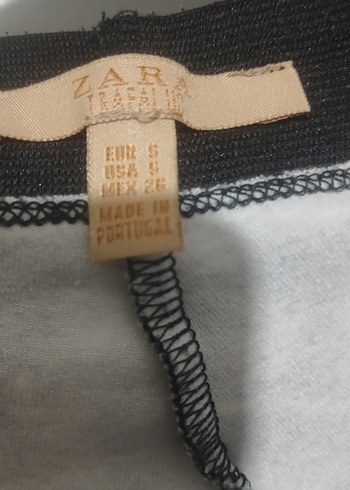 ZARA
TRAFALUC
EUR S
USA S
MEX 26
MADE IN
PORTUGAL